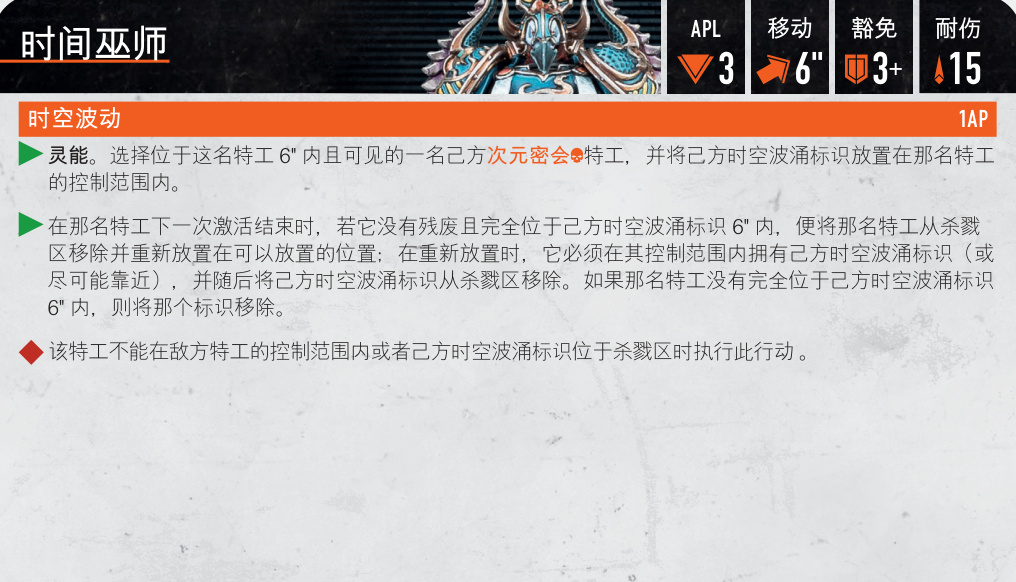 时间巫师
APL 移动 豁免 耐伤
3 6" 3+ 15
时空波动 1AP
灵能。选择位于这名特工 6" 内且可见的一名己方次元密会特工，并将己方时空波涌标识放置在那名特工
的控制范围内。
在那名特工下一次激活结束时，若它没有残废且完全位于己方时空波涌标识 6" 内，便将那名特工从杀戮
区移除并重新放置在可以放置的位置；在重新放置时，它必须在其控制范围内拥有己方时空波涌标识（或
尽可能靠近），并随后将己方时空波涌标识从杀戮区移除。如果那名特工没有完全位于己方时空波涌标识
6" 内，则将那个标识移除。
该特工不能在敌方特工的控制范围内或者己方时空波涌标识位于杀戮区时执行此行动。